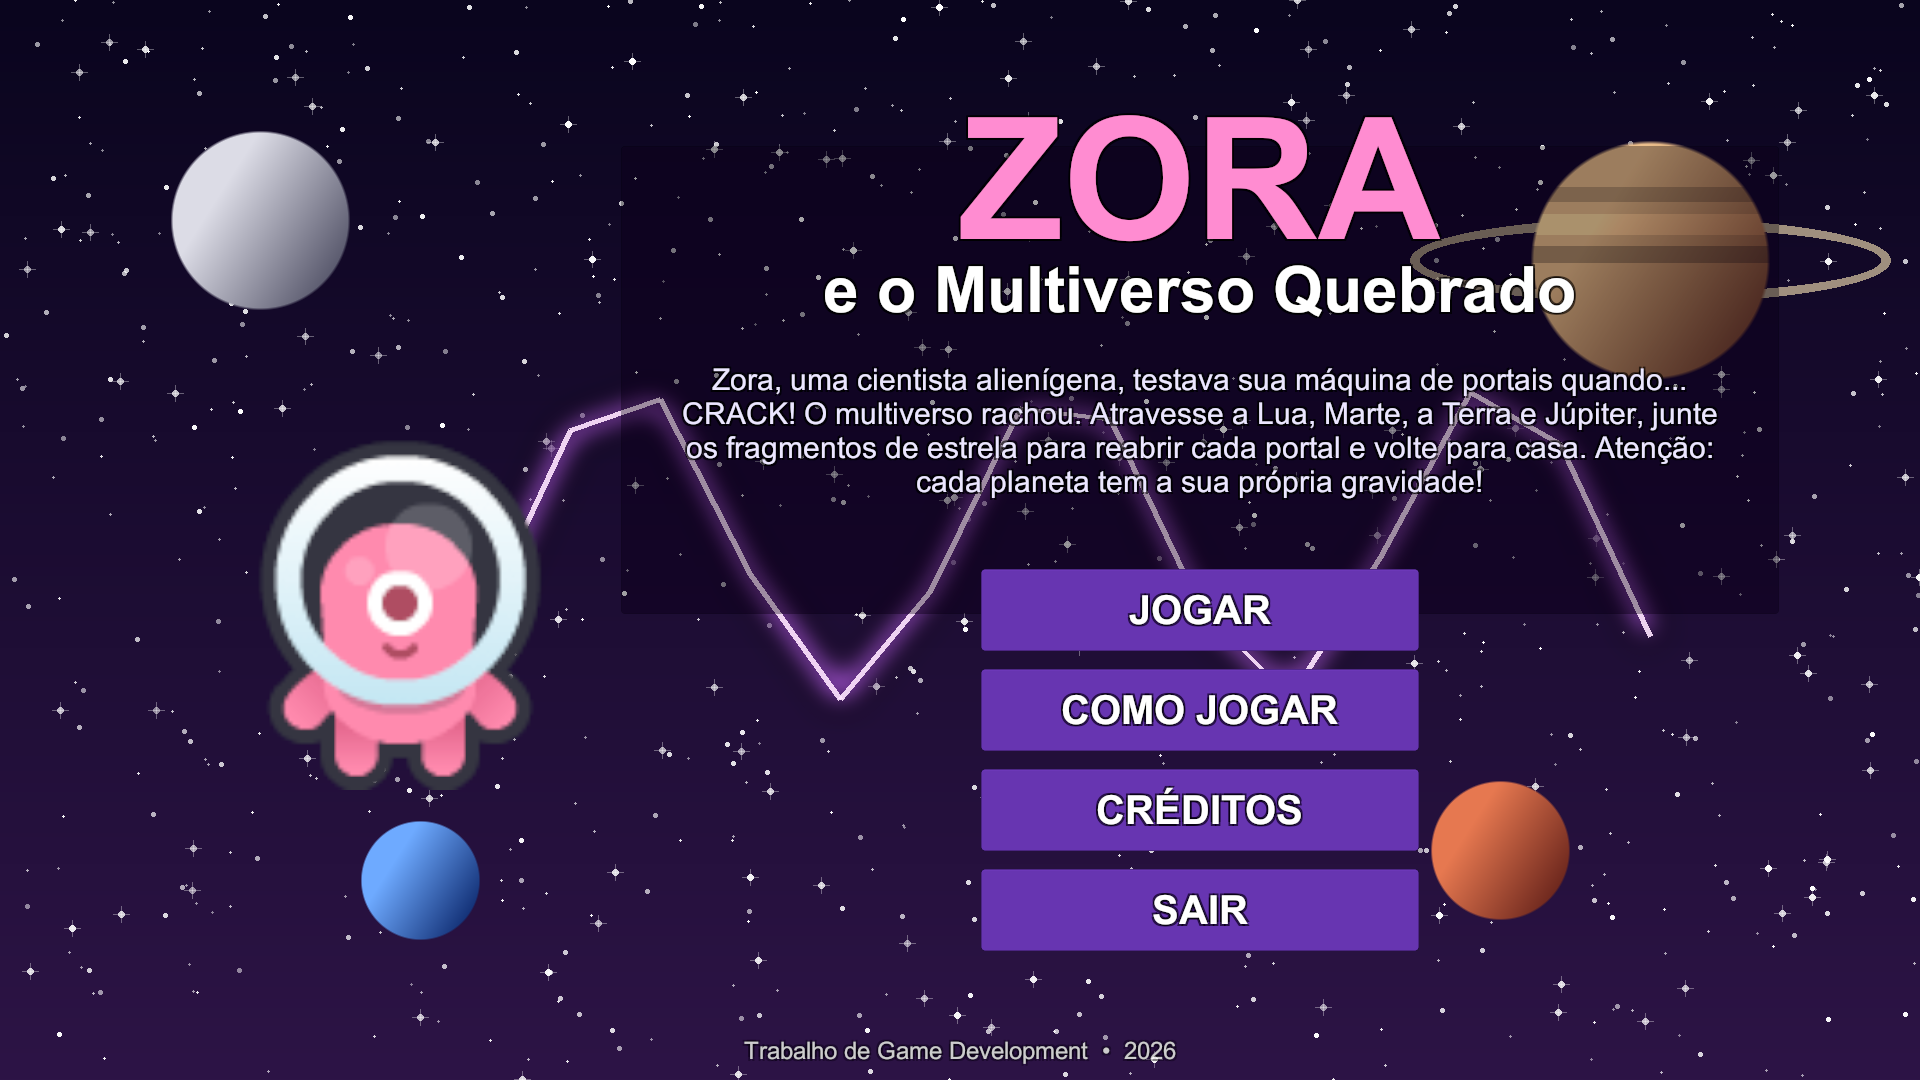 ZORA
e o Multiverso Quebrado
Zora, uma cientista alienígena, testava sua máquina de portais quando...
CRACK! O multiverso rachou. Atravesse a Lua, Marte, a Terra e Júpiter, junte
os fragmentos de estrela para reabrir cada portal e volte para casa. Atenção:
cada planeta tem a sua própria gravidade!
JOGAR
COMO JOGAR
CRÉDITOS
SAIR
Trabalho de Game Development • 2026